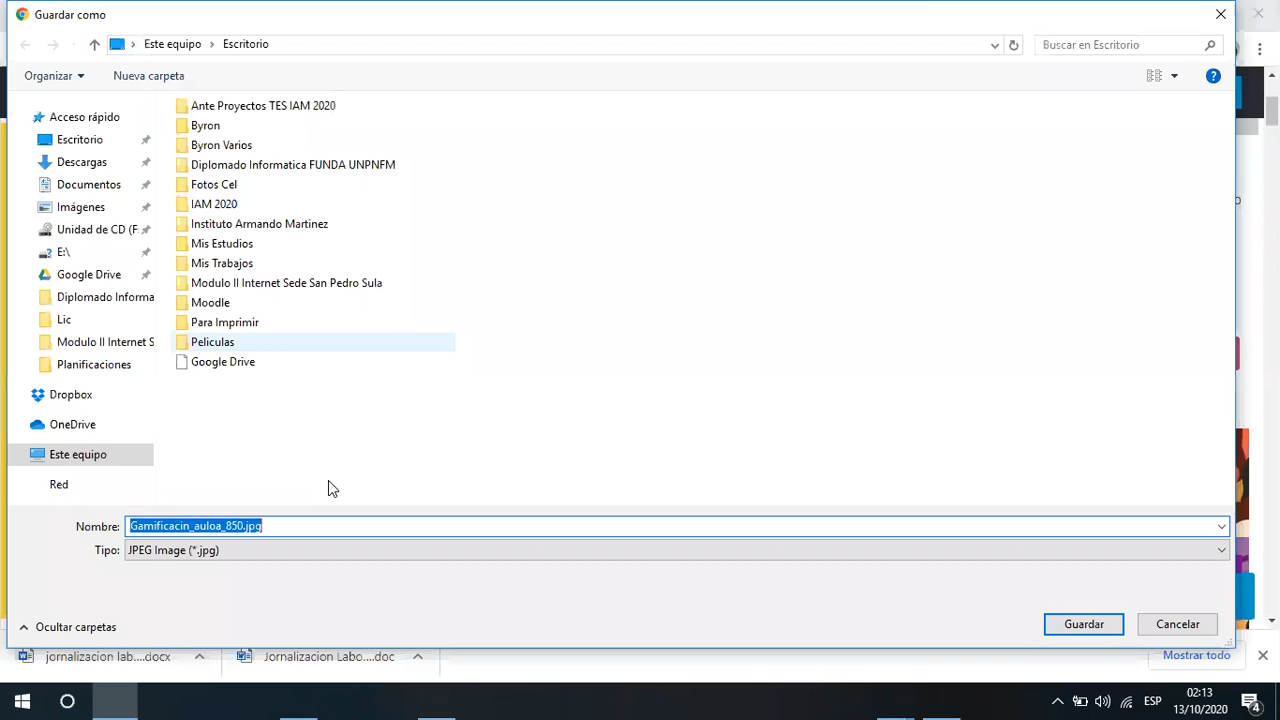 Guardar como
Este equipo > Escritorio
Buscar en Escritorio
Organizar
Nueva carpeta
Acceso rápido
Escritorio
Descargas
Documentos
Imágenes
Unidad de CD (F:
E:\
Google Drive
Diplomado Informa
Lic
Modulo II Internet S
Planificaciones
Dropbox
OneDrive
Este equipo
Red
Ante Proyectos TES IAM 2020
Byron
Byron Varios
Diplomado Informatica FUNDA UNPNFM
Fotos Cel
IAM 2020
Instituto Armando Martinez
Mis Estudios
Mis Trabajos
Modulo II Internet Sede San Pedro Sula
Moodle
Para Imprimir
Peliculas
Google Drive
Nombre: Gamificacin_auloa_850.jpg
Tipo: JPEG Image (*.jpg)
Ocultar carpetas
Guardar
Cancelar
jornalizacion lab....docx
Jornalizacion Labo....doc
Mostrar todo
ESP
02:13
13/10/2020
4